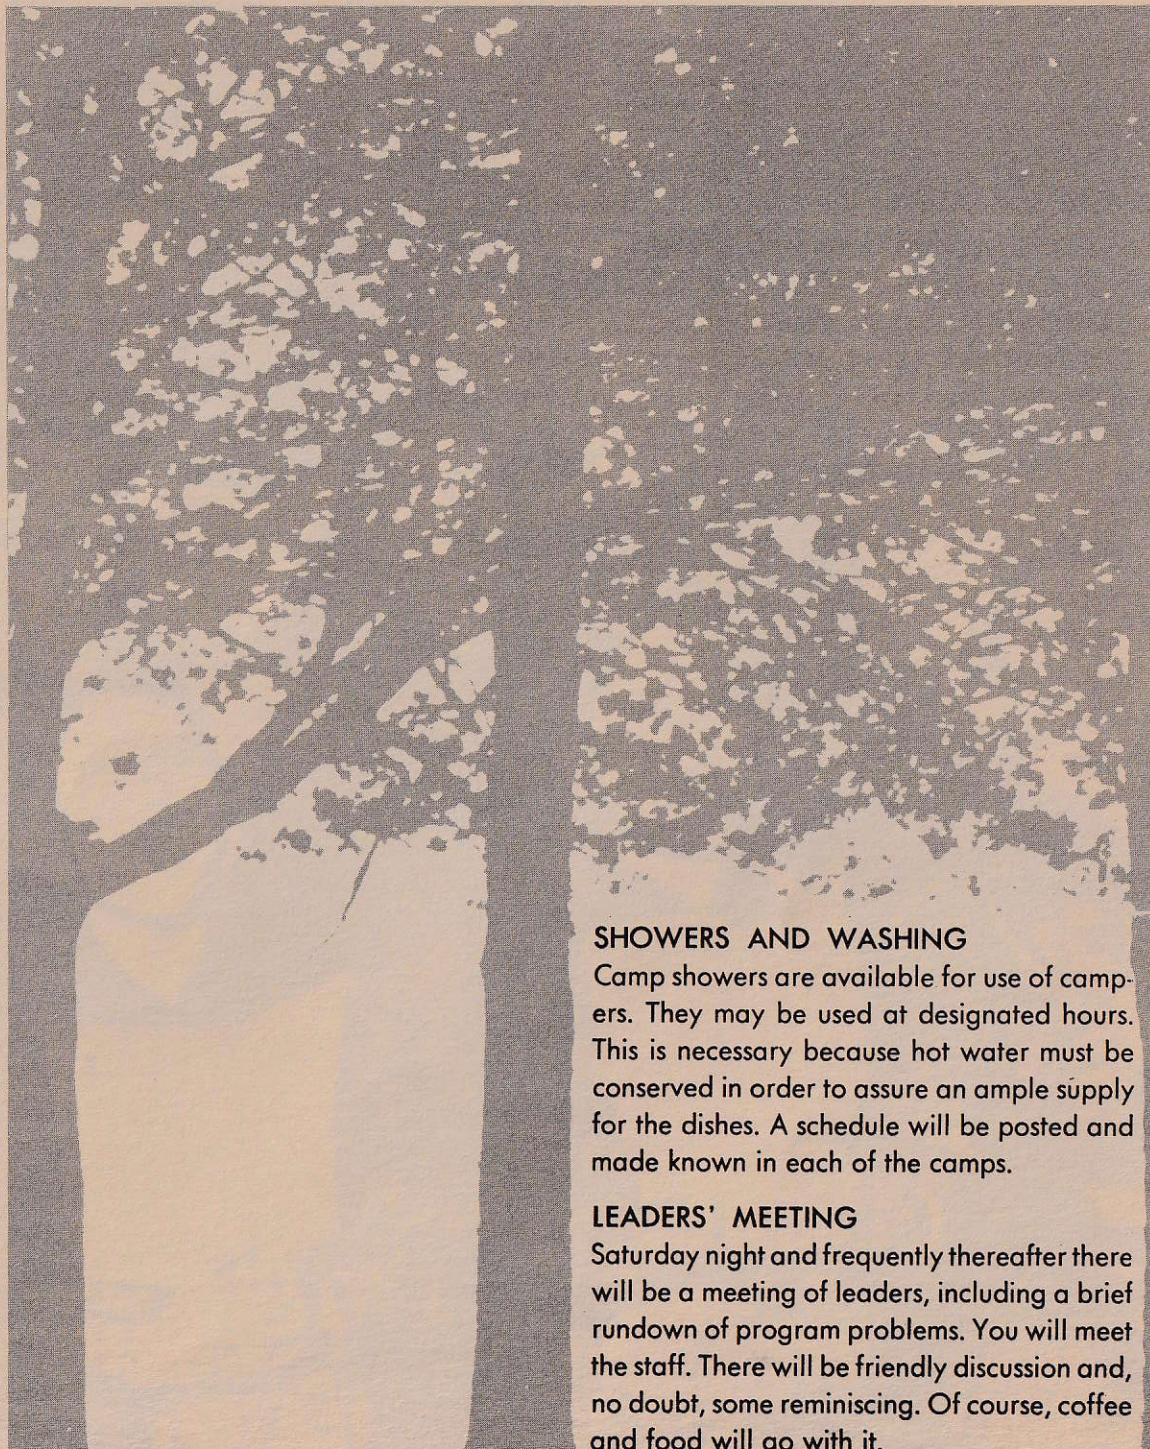 SHOWERS AND WASHING
Camp showers are available for use of camp-
ers. They may be used at designated hours.
This is necessary because hot water must be
conserved in order to assure an ample supply
for the dishes. A schedule will be posted and
made known in each of the camps.
LEADERS' MEETING
Saturday night and frequently thereafter there
will be a meeting of leaders, including a brief
rundown of program problems. You will meet
the staff. There will be friendly discussion and,
no doubt, some reminiscing. Of course, coffee
and food will go with it.